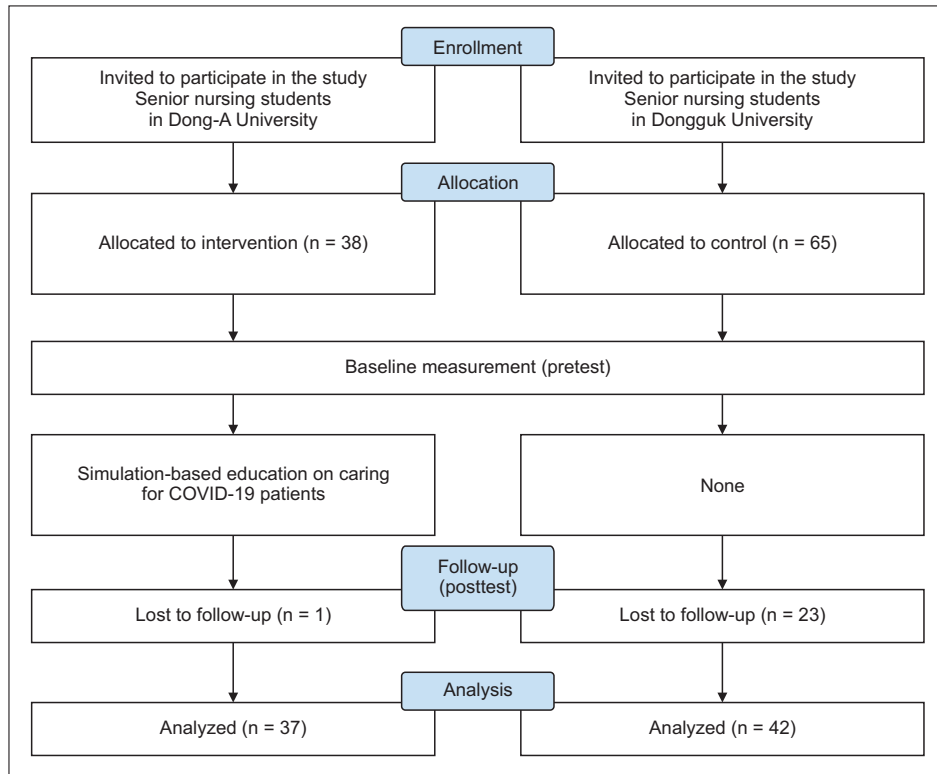 Enrollment
Invited to participate in the study
Senior nursing students
in Dong-A University
Invited to participate in the study
Senior nursing students
in Dongguk University
Allocation
Allocated to intervention (n = 38)
Allocated to control (n = 65)
Baseline measurement (pretest)
Simulation-based education on caring
for COVID-19 patients
None
Follow-up
(posttest)
Lost to follow-up (n = 1)
Lost to follow-up (n = 23)
Analysis
Analyzed (n = 37)
Analyzed (n = 42)